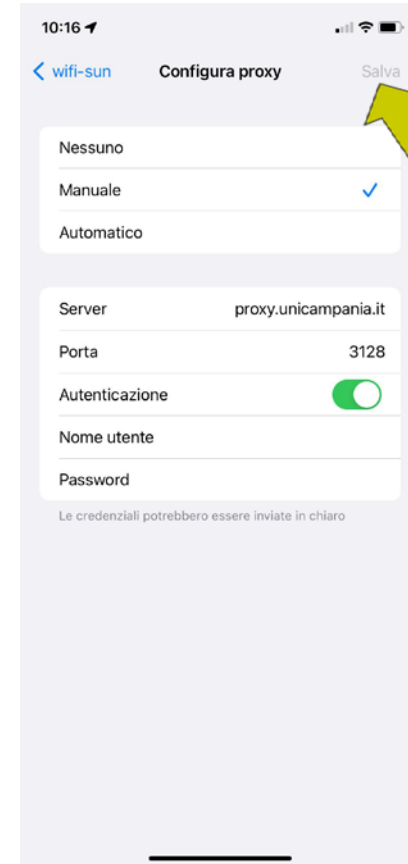 10:16
wifi-sun Configura proxy Salva
Nessuno
Manuale
Automatico
Server proxy.unicampania.it
Porta 3128
Autenticazione
Nome utente
Password
Le credenziali potrebbero essere inviate in chiaro